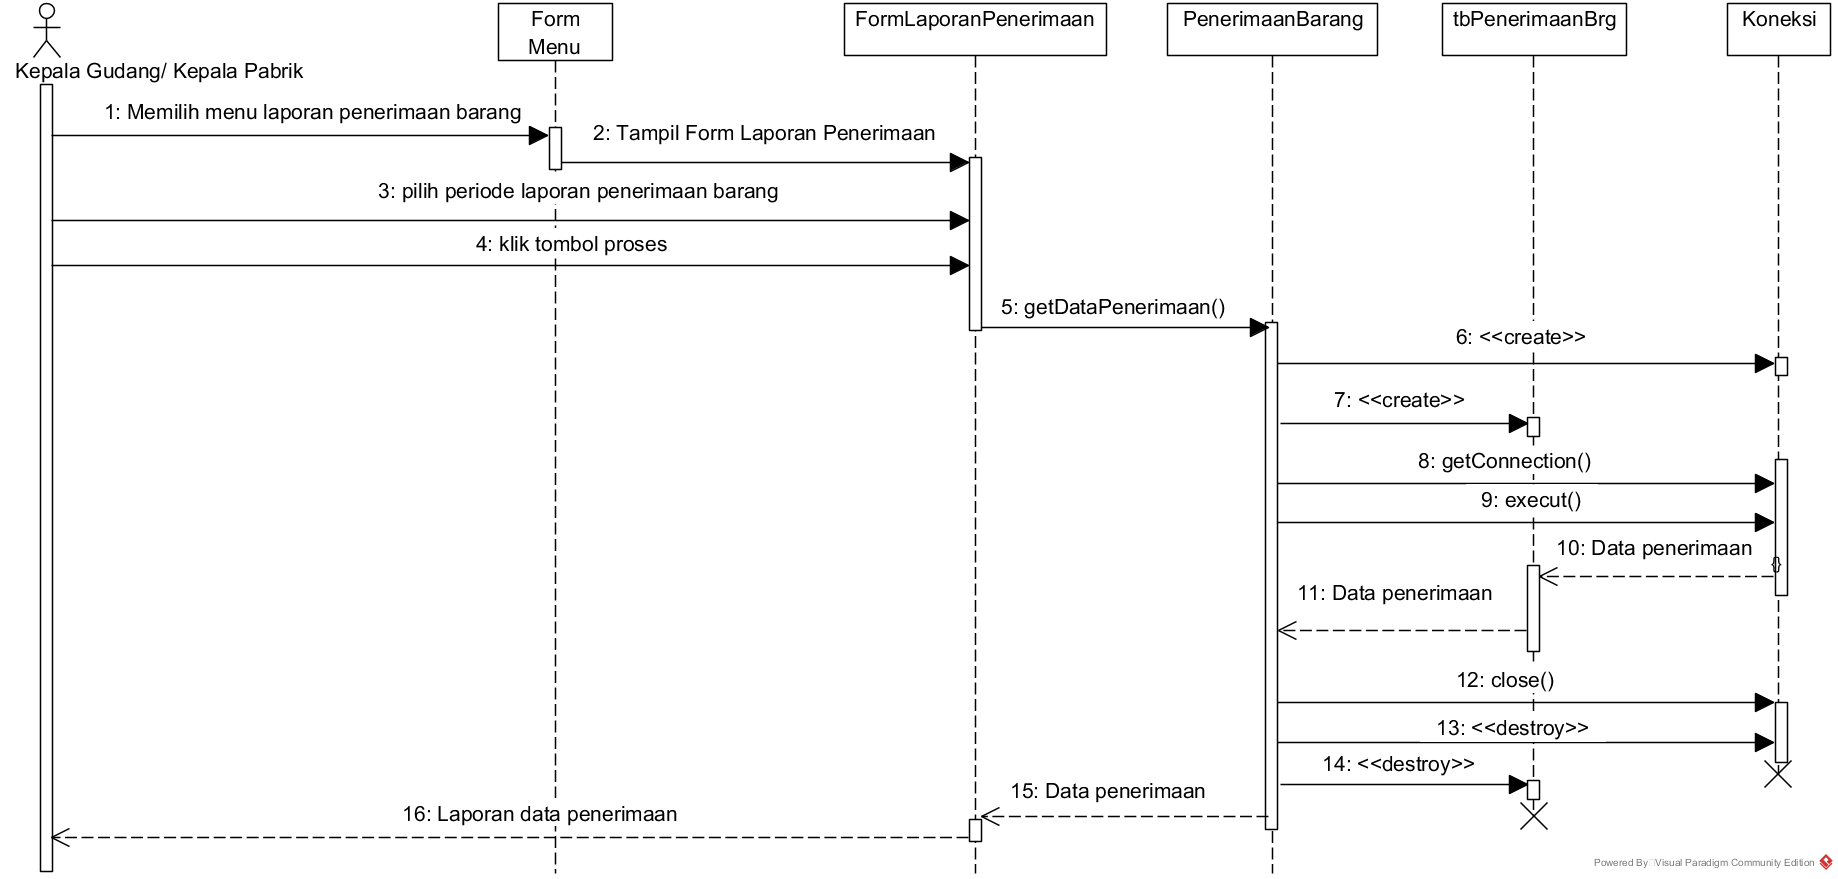 Form
Menu
FormLaporanPenerimaan
PenerimaanBarang
tbPenerimaanBrg
Koneksi
Kepala Gudang/ Kepala Pabrik
1: Memilih menu laporan penerimaan barang
2: Tampil Form Laporan Penerimaan
3: pilih periode laporan penerimaan barang
4: klik tombol proses
5: getDataPenerimaan()
6: <<create>>
7: <<create>>
8: getConnection()
9: execut()
10: Data penerimaan
{}
11: Data penerimaan
12: close()
13: <<destroy>>
14: <<destroy>>
15: Data penerimaan
16: Laporan data penerimaan
Powered By Visual Paradigm Community Edition